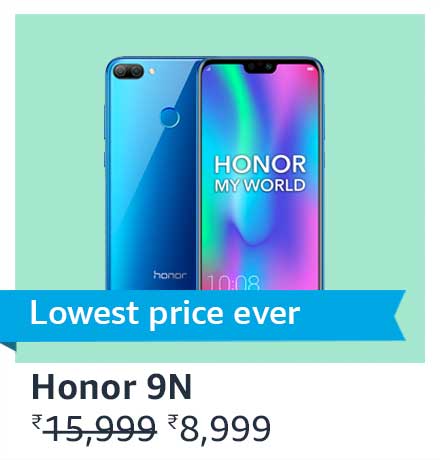 HONOR
MY WORLD
honor
10:08
Lowest price ever
Honor 9N
₹15,999 ₹8,999